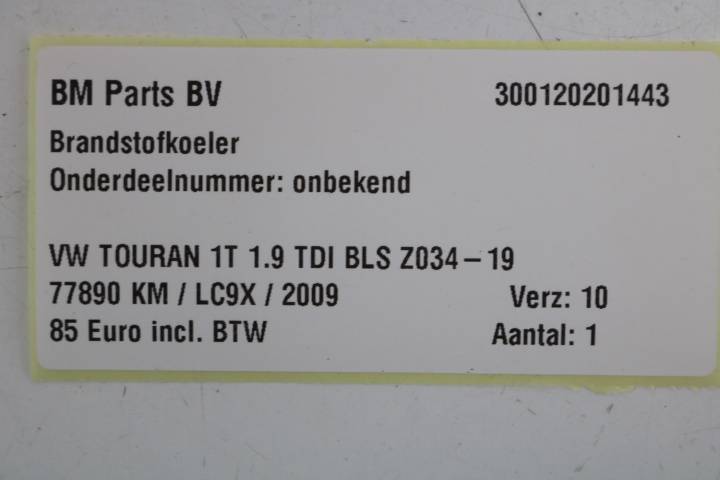 BM Parts BV 300120201443
Brandstofkoeler
Onderdeelnummer: onbekend
VW TOURAN 1T 1.9 TDI BLS Z034-19
77890 KM / LC9X / 2009 Verz: 10
85 Euro incl. BTW Aantal: 1